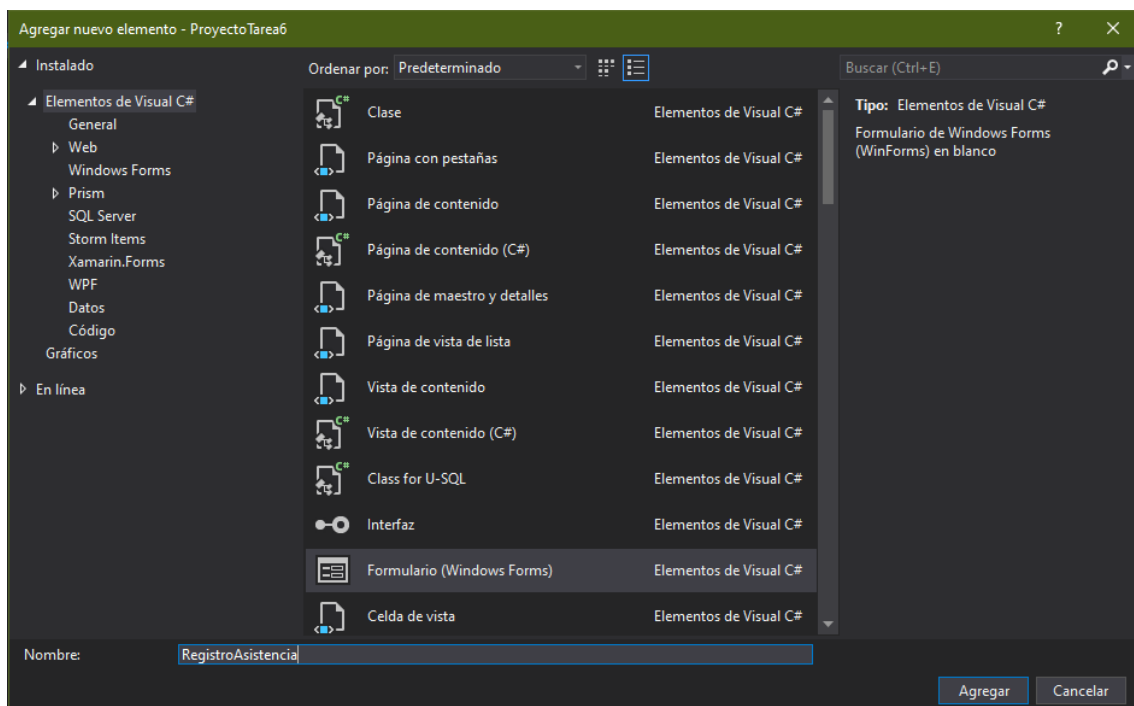 Agregar nuevo elemento - ProyectoTarea6
Instalado
Elementos de Visual C#
General
Web
Windows Forms
Prism
SQL Server
Storm Items
Xamarin.Forms
WPF
Datos
Código
Gráficos
En línea
Ordenar por: Predeterminado
Clase Elementos de Visual C#
Página con pestañas Elementos de Visual C#
Página de contenido Elementos de Visual C#
Página de contenido (C#) Elementos de Visual C#
Página de maestro y detalles Elementos de Visual C#
Página de vista de lista Elementos de Visual C#
Vista de contenido Elementos de Visual C#
Vista de contenido (C#) Elementos de Visual C#
Class for U-SQL Elementos de Visual C#
Interfaz Elementos de Visual C#
Formulario (Windows Forms) Elementos de Visual C#
Celda de vista Elementos de Visual C#
Buscar (Ctrl+E)
Tipo: Elementos de Visual C#
Formulario de Windows Forms
(WinForms) en blanco
Nombre: RegistroAsistencia
Agregar Cancelar